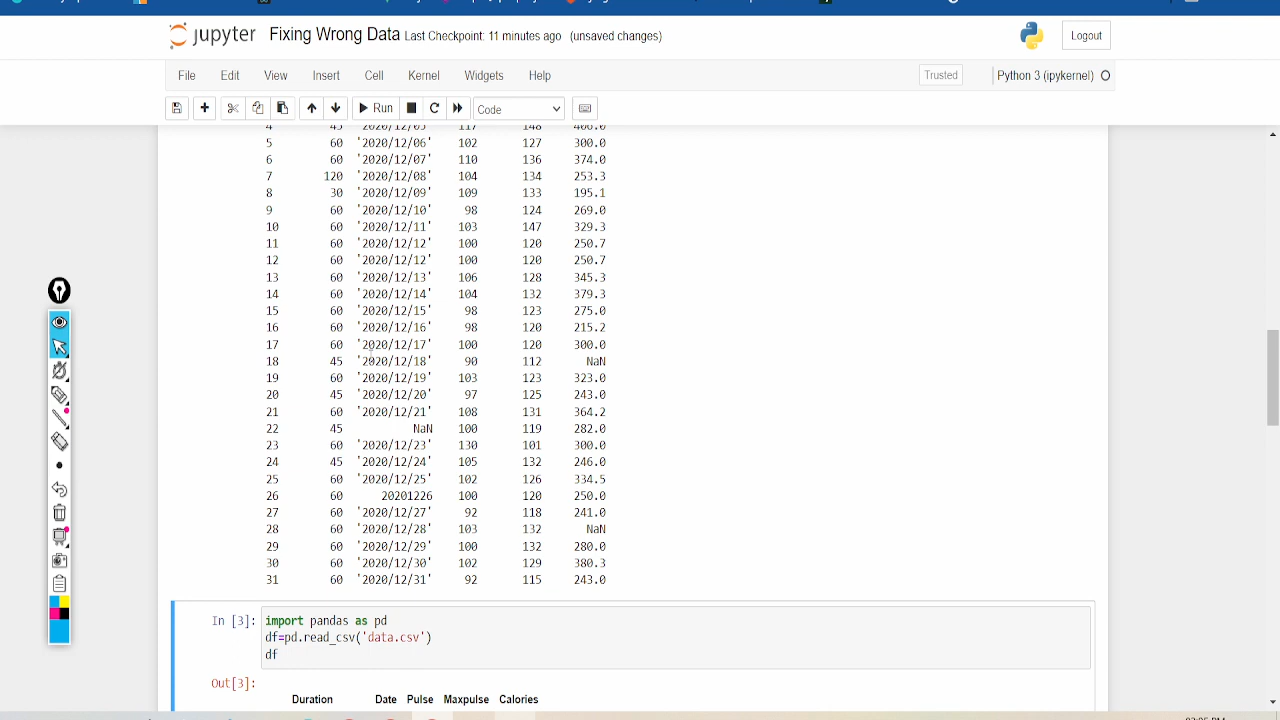 jupyter Fixing Wrong Data Last Checkpoint: 11 minutes ago (unsaved changes) Logout
File Edit View Insert Cell Kernel Widgets Help Trusted Python 3 (ipykernel)
Run Code
4 45 '2020/12/05' 117 148 406.0
5 60 '2020/12/06' 102 127 300.0
6 60 '2020/12/07' 110 136 374.0
7 120 '2020/12/08' 104 134 253.3
8 30 '2020/12/09' 109 133 195.1
9 60 '2020/12/10' 98 124 269.0
10 60 '2020/12/11' 103 147 329.3
11 60 '2020/12/12' 100 120 250.7
12 60 '2020/12/12' 100 120 250.7
13 60 '2020/12/13' 106 128 345.3
14 60 '2020/12/14' 104 132 379.3
15 60 '2020/12/15' 98 123 275.0
16 60 '2020/12/16' 98 120 215.2
17 60 '2020/12/17' 100 120 300.0
18 45 '2020/12/18' 90 112 NaN
19 60 '2020/12/19' 103 123 323.0
20 45 '2020/12/20' 97 125 243.0
21 60 '2020/12/21' 108 131 364.2
22 45 NaN 100 119 282.0
23 60 '2020/12/23' 130 101 300.0
24 45 '2020/12/24' 105 132 246.0
25 60 '2020/12/25' 102 126 334.5
26 60 20201226 100 120 250.0
27 60 '2020/12/27' 92 118 241.0
28 60 '2020/12/28' 103 132 NaN
29 60 '2020/12/29' 100 132 280.0
30 60 '2020/12/30' 102 129 380.3
31 60 '2020/12/31' 92 115 243.0
In [3]: import pandas as pd
df=pd.read_csv('data.csv')
df
Out[3]:
Duration Date Pulse Maxpulse Calories